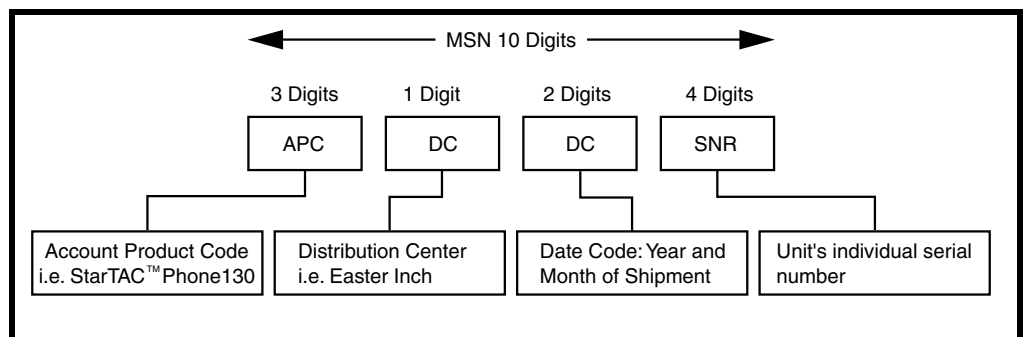 MSN 10 Digits
3 Digits 1 Digit 2 Digits 4 Digits
APC DC DC SNR
Account Product Code
i.e. StarTAC™ Phone130
Distribution Center
i.e. Easter Inch
Date Code: Year and
Month of Shipment
Unit's individual serial
number